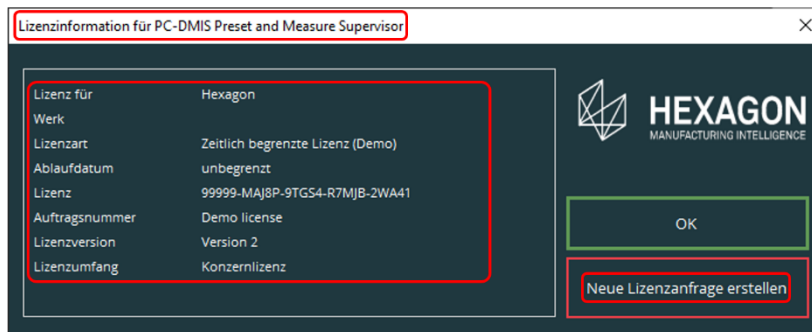 Lizenzinformation für PC-DMIS Preset and Measure Supervisor
Lizenz für Hexagon
Werk
Lizenzart Zeitlich begrenzte Lizenz (Demo)
Ablaufdatum unbegrenzt
Lizenz 99999-MAJ8P-9TGS4-R7MJB-2WA41
Auftragsnummer Demo license
Lizenzversion Version 2
Lizenzumfang Konzernlizenz
HEXAGON
MANUFACTURING INTELLIGENCE
OK
Neue Lizenzanfrage erstellen